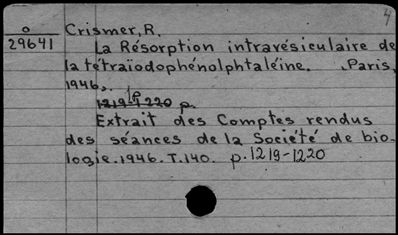 4
o
29641 Crismer, R.
La Résorption intravésiculaire de
la tétraïodophénolphtaléine. Paris,
1946.
1 p
1219-1220 p.
Extrait des Comptes rendus
des séances de la Société de bio-
logie. 1946. T. 140. p. 1219-1220